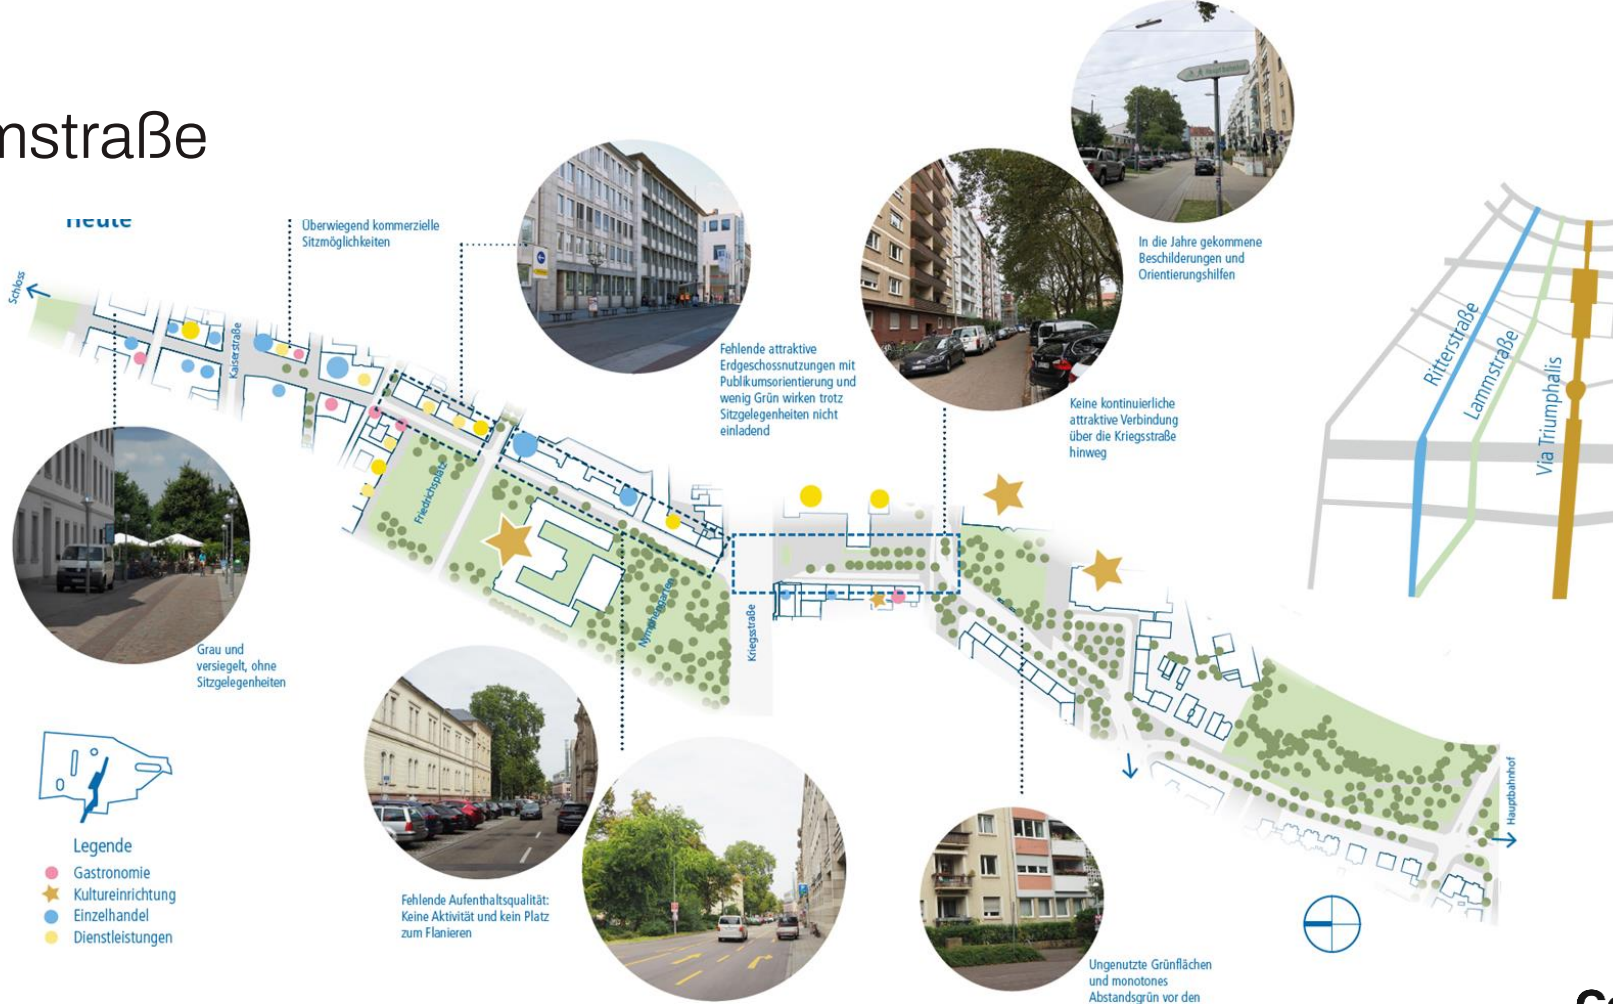 mstraße
Heute
Überwiegend kommerzielle
Sitzmöglichkeiten
In die Jahre gekommene
Beschilderungen und
Orientierungshilfen
Schloss
Kaiserstraße
Fehlende attraktive
Erdgeschossnutzungen mit
Publikumsorientierung und
wenig Grün wirken trotz
Sitzgelegenheiten nicht
einladend
Keine kontinuierliche
attraktive Verbindung
über die Kriegsstraße
hinweg
Ritterstraße
Lammstraße
Via Triumphalis
Friedrichsplatz
Nymphengarten
Kriegsstraße
Grau und
versiegelt, ohne
Sitzgelegenheiten
Hauptbahnhof
Legende
Gastronomie
Kultureinrichtung
Einzelhandel
Dienstleistungen
Fehlende Aufenthaltsqualität:
Keine Aktivität und kein Platz
zum Flanieren
Ungenutzte Grünflächen
und monotones
Abstandsgrün vor den